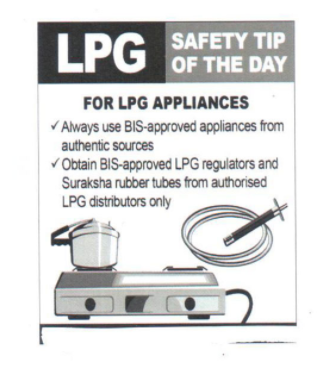 LPG
SAFETY TIP
OF THE DAY
FOR LPG APPLIANCES
✓ Always use BIS-approved appliances from
authentic sources
✓ Obtain BIS-approved LPG regulators and
Suraksha rubber tubes from authorised
LPG distributors only